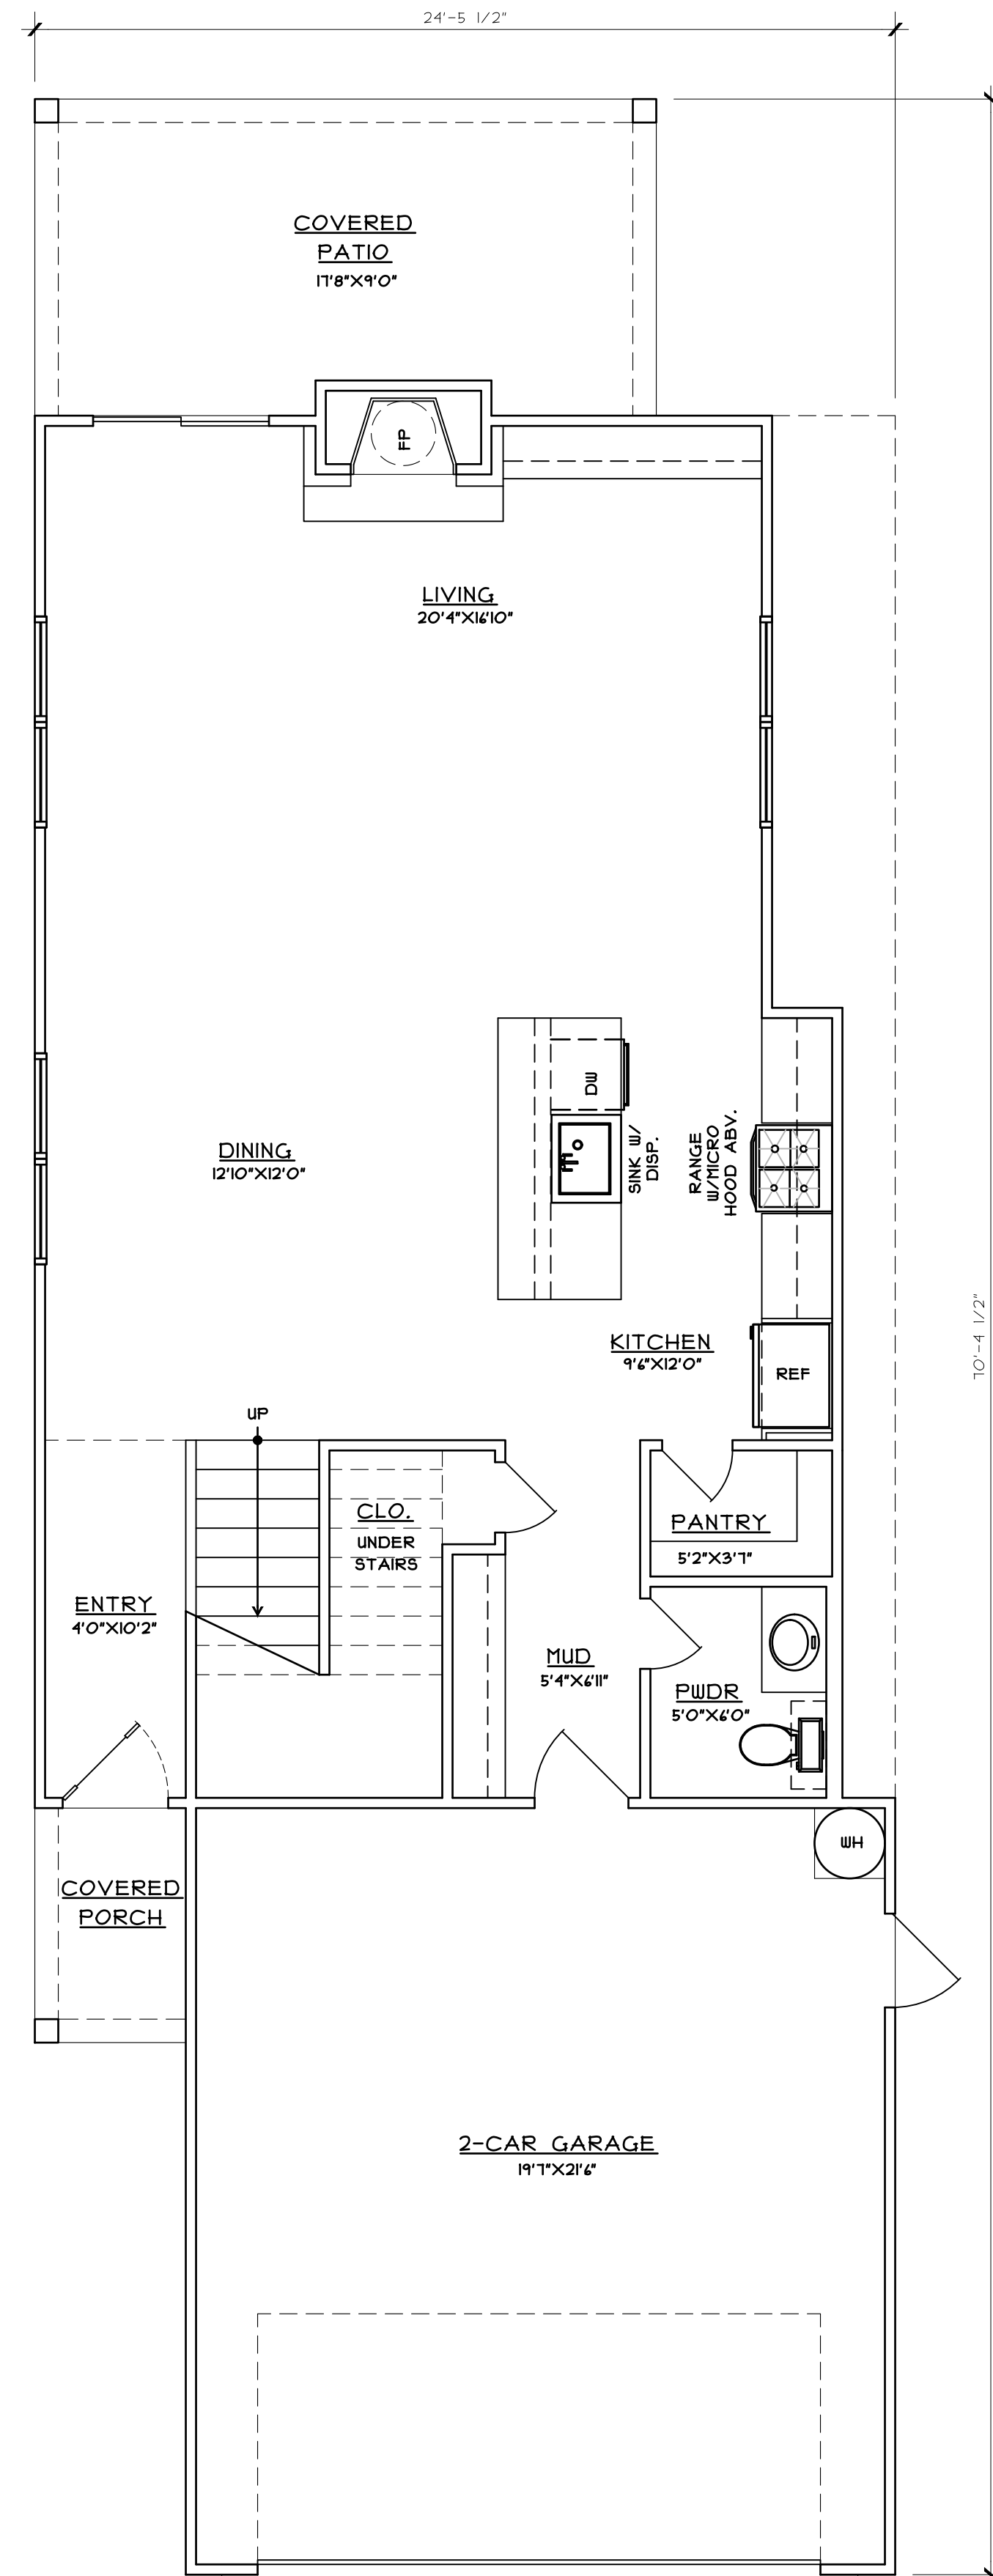 24'-5 1/2"
COVERED
PATIO
17'8"X9'0"
FP
LIVING
20'4"X16'10"
DW
SINK W/
DISP.
RANGE
W/MICRO
HOOD ABV.
DINING
12'10"X12'0"
70'-4 1/2"
KITCHEN
9'6"X12'0"
REF
UP
CLO.
UNDER
STAIRS
PANTRY
5'2"X3'7"
ENTRY
4'0"X10'2"
MUD
5'4"X6'11"
PWDR
5'0"X6'0"
WH
COVERED
PORCH
2-CAR GARAGE
19'7"X21'6"